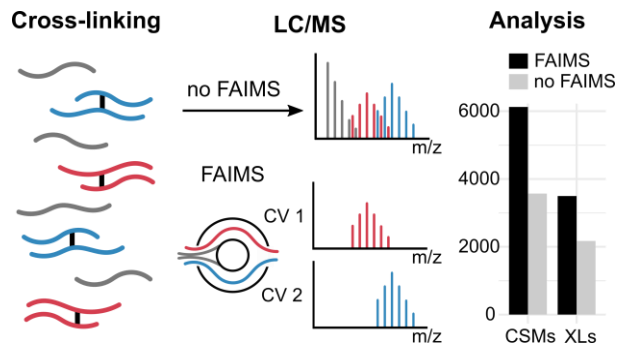 Cross-linking
LC/MS
Analysis
no FAIMS
m/z
FAIMS
CV 1
m/z
CV 2
m/z
FAIMS
no FAIMS
6000
4000
2000
0
CSMs XLs